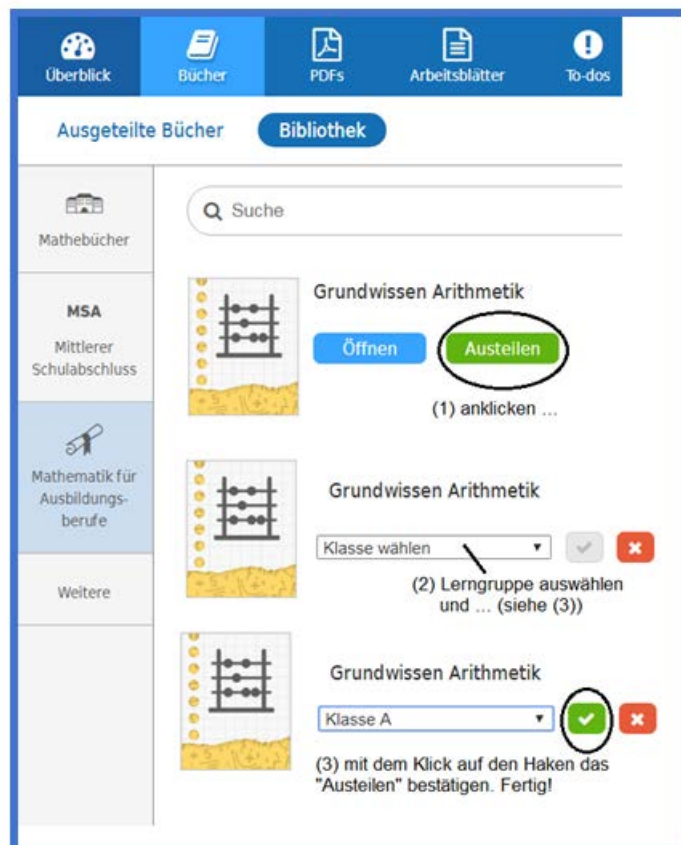 Überblick
Bücher
PDFs
Arbeitsblätter
To-dos
Ausgeteilte Bücher
Bibliothek
Mathebücher
MSA
Mittlerer
Schulabschluss
Mathematik für
Ausbildungs-
berufe
Weitere
Suche
Grundwissen Arithmetik
Öffnen
Austeilen
(1) anklicken ...
Grundwissen Arithmetik
Klasse wählen
(2) Lerngruppe auswählen
und ... (siehe (3))
Grundwissen Arithmetik
Klasse A
(3) mit dem Klick auf den Haken das
"Austeilen" bestätigen. Fertig!